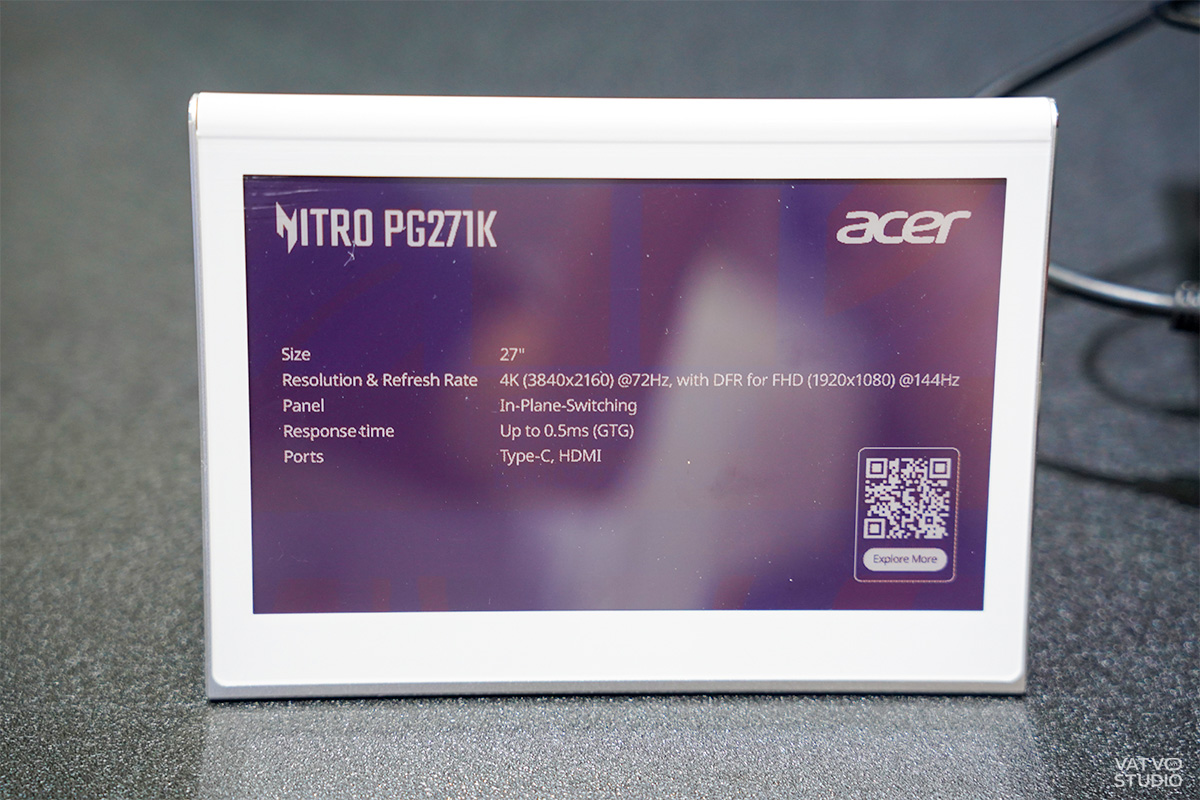 NITRO PG271K
acer
Size 27"
Resolution & Refresh Rate 4K (3840x2160) @72Hz, with DFR for FHD (1920x1080) @144Hz
Panel In-Plane-Switching
Response time Up to 0.5ms (GTG)
Ports Type-C, HDMI
Explore More
VATVO STUDIO